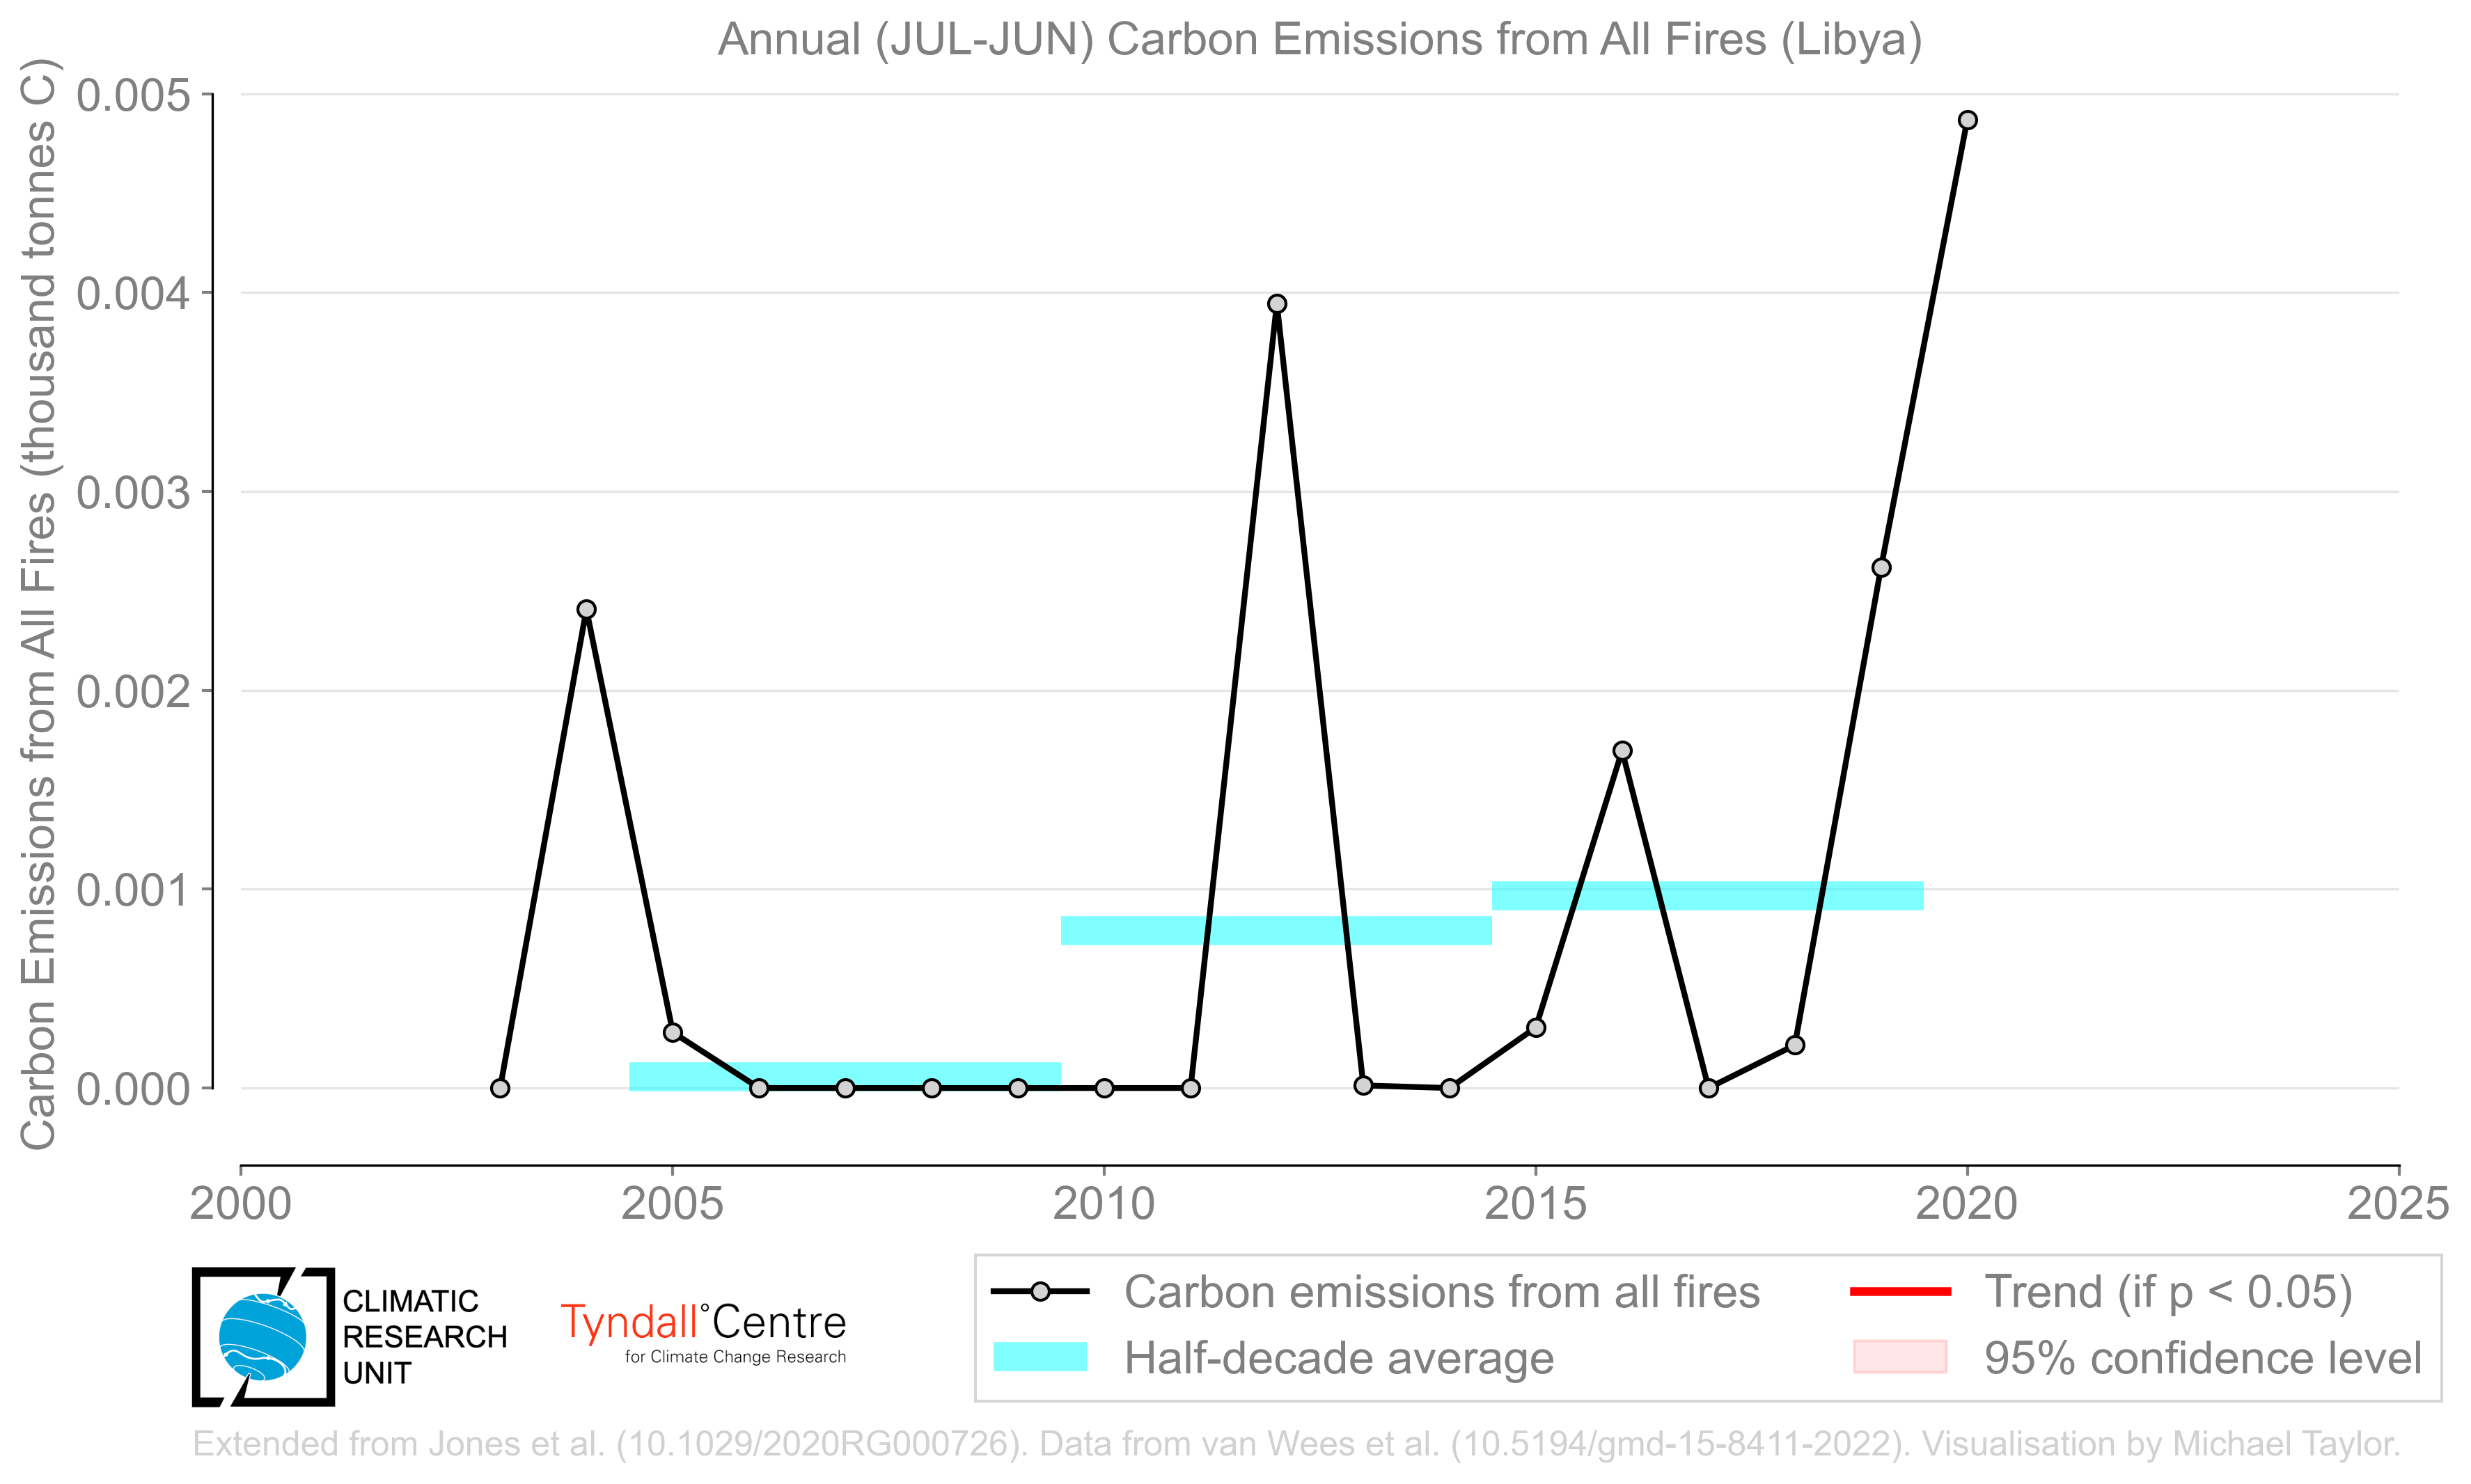 Annual (JUL-JUN) Carbon Emissions from All Fires (Libya)
Carbon Emissions from All Fires (thousand tonnes C)
0.005
0.004
0.003
0.002
0.001
0.000
2000 2005 2010 2015 2020 2025
CLIMATIC
RESEARCH
UNIT
Tyndall°Centre
for Climate Change Research
Carbon emissions from all fires
Half-decade average
Trend (if p < 0.05)
95% confidence level
Extended from Jones et al. (10.1029/2020RG000726). Data from van Wees et al. (10.5194/gmd-15-8411-2022). Visualisation by Michael Taylor.